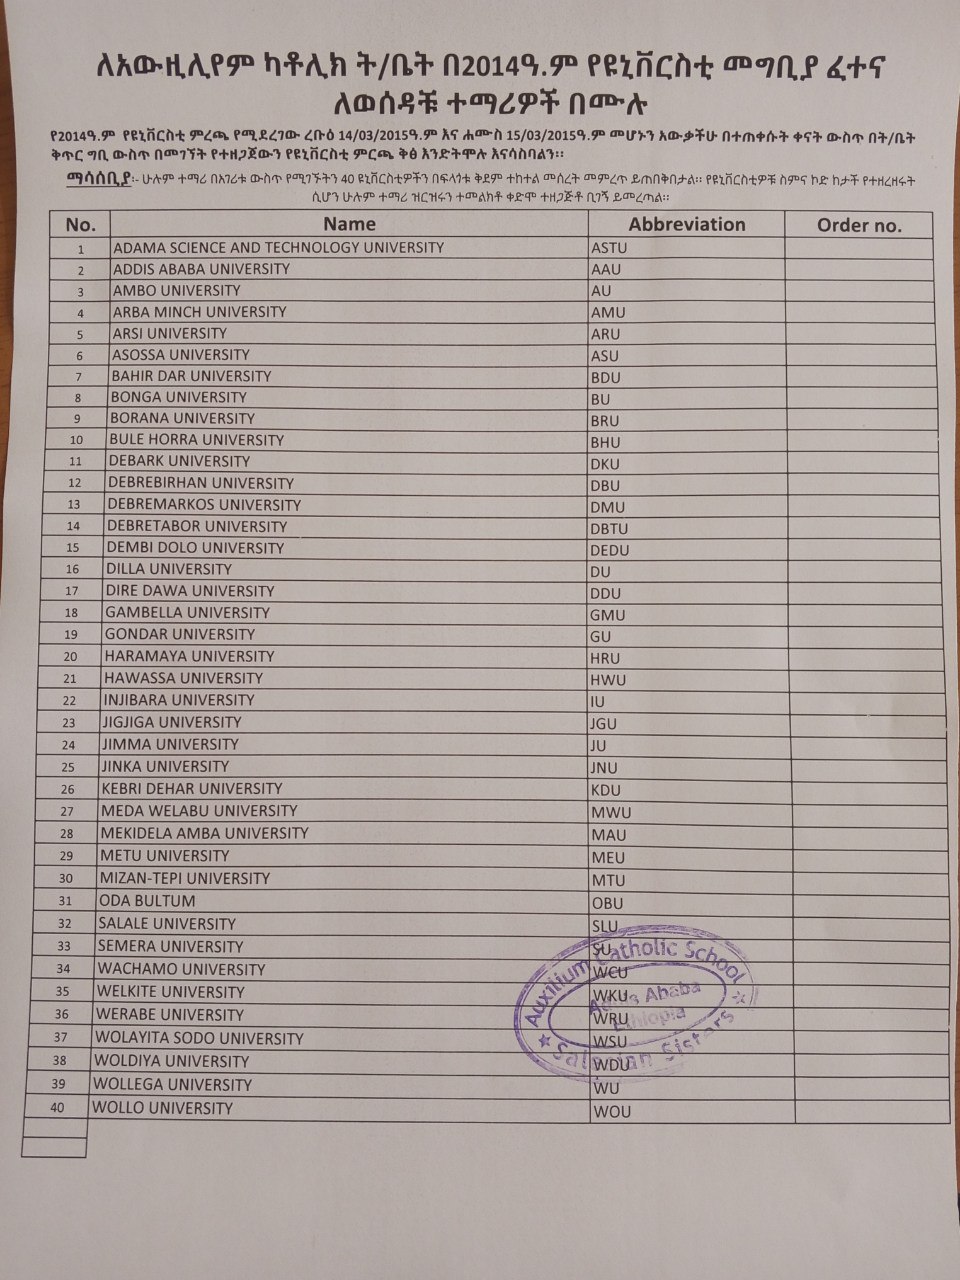 ለአውዚሊየም ካቶሊክ ት/ቤት በ2014ዓ.ም የዩኒቨርስቲ መግቢያ ፈተና
ለወሰዳቹ ተማሪዎች በሙሉ
የ2014ዓ.ም የዩኒቨርስቲ ምረጫ የሚደረገው ረቡዕ 14/03/2015ዓ.ም እና ሐሙስ 15/03/2015ዓ.ም መሆኑን አውቃችሁ በተጠቀሱት ቀናት ውስጥ በት/ቤት
ቅጥር ግቢ ውስጥ በመገኘት የተዘጋጀውን የዩኒቨርስቲ ምርጫ ቅፅ እንድትሞሉ እናሳስባልን።
ማሳሰቢያ፡- ሁሉም ተማሪ በአገሪቱ ውስጥ የሚገኙትን 40 ዩኒቨርስቲዎችን በፍላጎቱ ቅደም ተከተል መሰረት መምረጥ ይጠበቅበታል። የዩኒቨርስቲዎቹ ስምና ኮድ ከታች የተዘረዘሩት
ሲሆን ሁሉም ተማሪ ዝርዝሩን ተመልክቶ ቀድሞ ተዘጋጅቶ ቢገኝ ይመረጣል።
No. Name Abbreviation Order no.
1 ADAMA SCIENCE AND TECHNOLOGY UNIVERSITY ASTU
2 ADDIS ABABA UNIVERSITY AAU
3 AMBO UNIVERSITY AU
4 ARBA MINCH UNIVERSITY AMU
5 ARSI UNIVERSITY ARU
6 ASOSSA UNIVERSITY ASU
7 BAHIR DAR UNIVERSITY BDU
8 BONGA UNIVERSITY BU
9 BORANA UNIVERSITY BRU
10 BULE HORRA UNIVERSITY BHU
11 DEBARK UNIVERSITY DKU
12 DEBREBIRHAN UNIVERSITY DBU
13 DEBREMARKOS UNIVERSITY DMU
14 DEBRETABOR UNIVERSITY DBTU
15 DEMBI DOLO UNIVERSITY DEDU
16 DILLA UNIVERSITY DU
17 DIRE DAWA UNIVERSITY DDU
18 GAMBELLA UNIVERSITY GMU
19 GONDAR UNIVERSITY GU
20 HARAMAYA UNIVERSITY HRU
21 HAWASSA UNIVERSITY HWU
22 INJIBARA UNIVERSITY IU
23 JIGJIGA UNIVERSITY JGU
24 JIMMA UNIVERSITY JU
25 JINKA UNIVERSITY JNU
26 KEBRI DEHAR UNIVERSITY KDU
27 MEDA WELABU UNIVERSITY MWU
28 MEKIDELA AMBA UNIVERSITY MAU
29 METU UNIVERSITY MEU
30 MIZAN-TEPI UNIVERSITY MTU
31 ODA BULTUM OBU
32 SALALE UNIVERSITY SLU
33 SEMERA UNIVERSITY SU
34 WACHAMO UNIVERSITY WCU
35 WELKITE UNIVERSITY WKU
36 WERABE UNIVERSITY WRU
37 WOLAYITA SODO UNIVERSITY WSU
38 WOLDIYA UNIVERSITY WDU
39 WOLLEGA UNIVERSITY WU
40 WOLLO UNIVERSITY WOU
Auxilium Catholic School
Addis Ababa
Ethiopia
Salesian Sisters